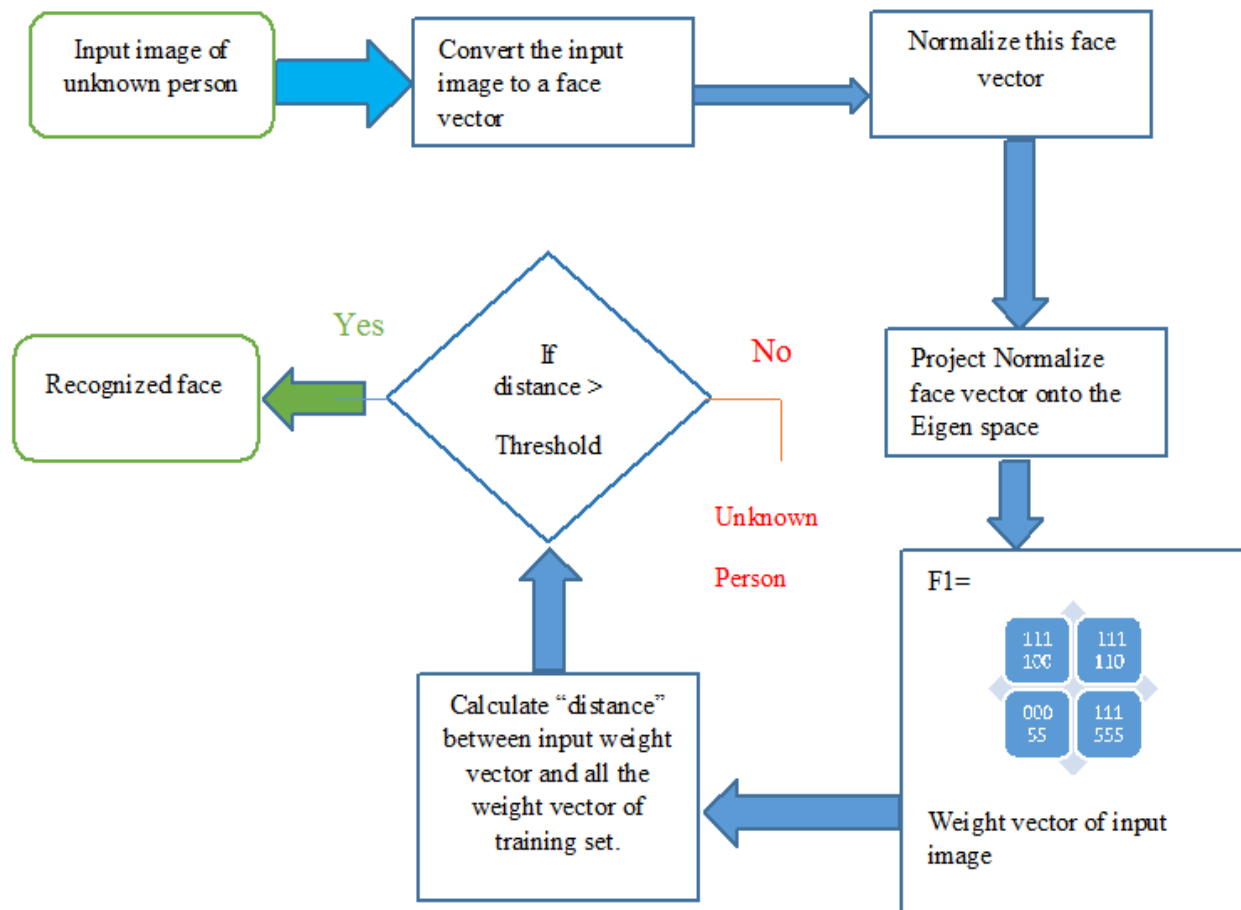 Input image of
unknown person
Convert the input
image to a face
vector
Normalize this face
vector
Project Normalize
face vector onto the
Eigen space
F1=
111
100
111
110
000
55
111
555
Weight vector of input
image
Calculate “distance”
between input weight
vector and all the
weight vector of
training set.
If
distance >
Threshold
Yes
No
Recognized face
Unknown
Person